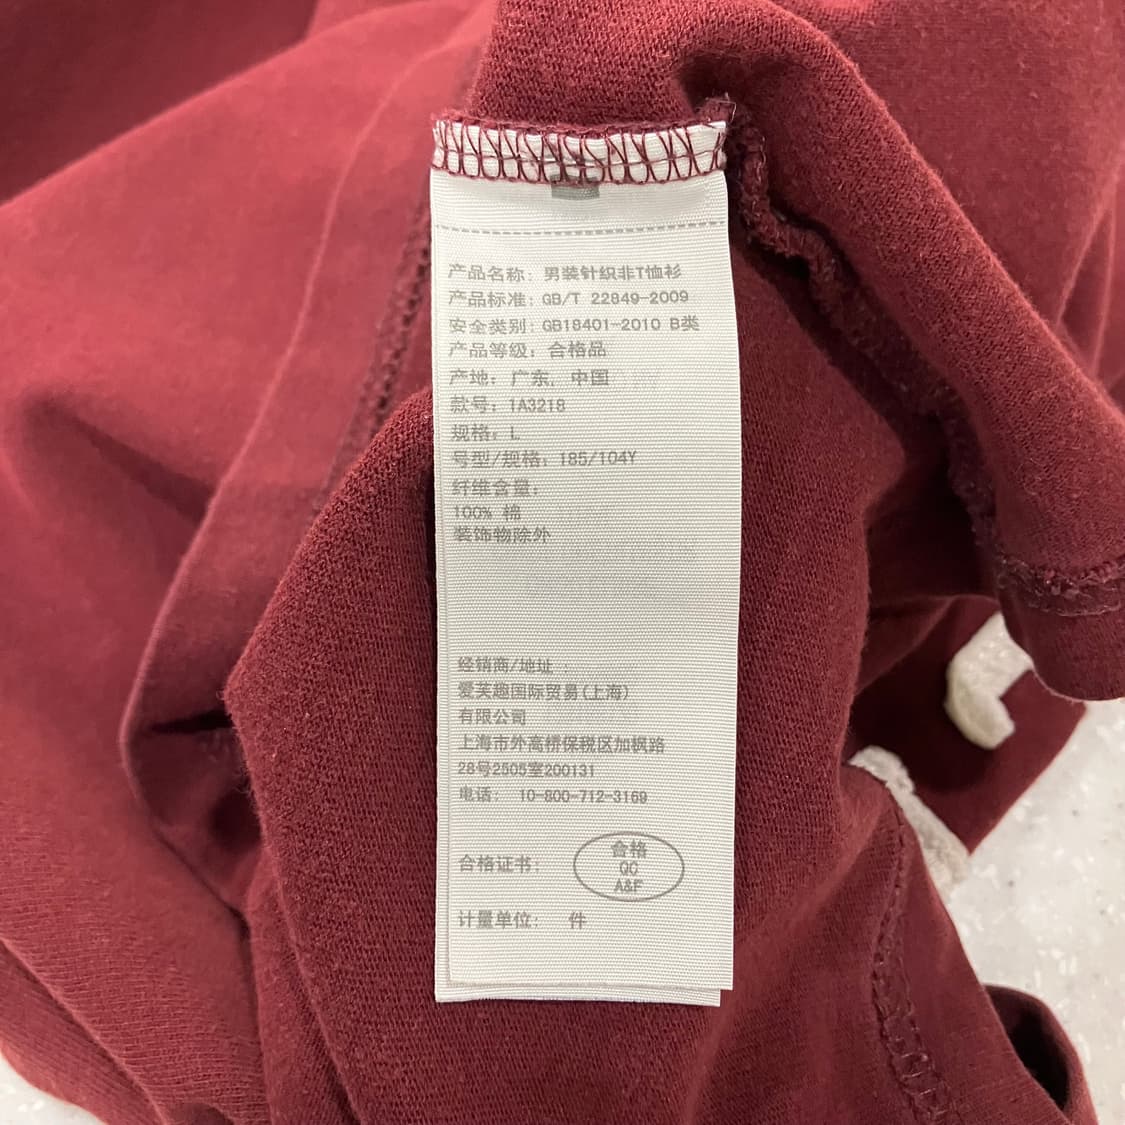 产品名称: 男装针织非T恤衫
产品标准: GB/T 22849-2009
安全类别: GB18401-2010 B类
产品等级: 合格品
产地: 广东, 中国
款号: 1A3218
规格: L
号型/规格: 185/104Y
纤维含量:
100% 棉
装饰物除外
经销商/地址 :
爱芙趣国际贸易(上海)
有限公司
上海市外高桥保税区加枫路
28号2505室200131
电话: 10-800-712-3169
合格
QC
合格证书:
A&F
计量单位: 件